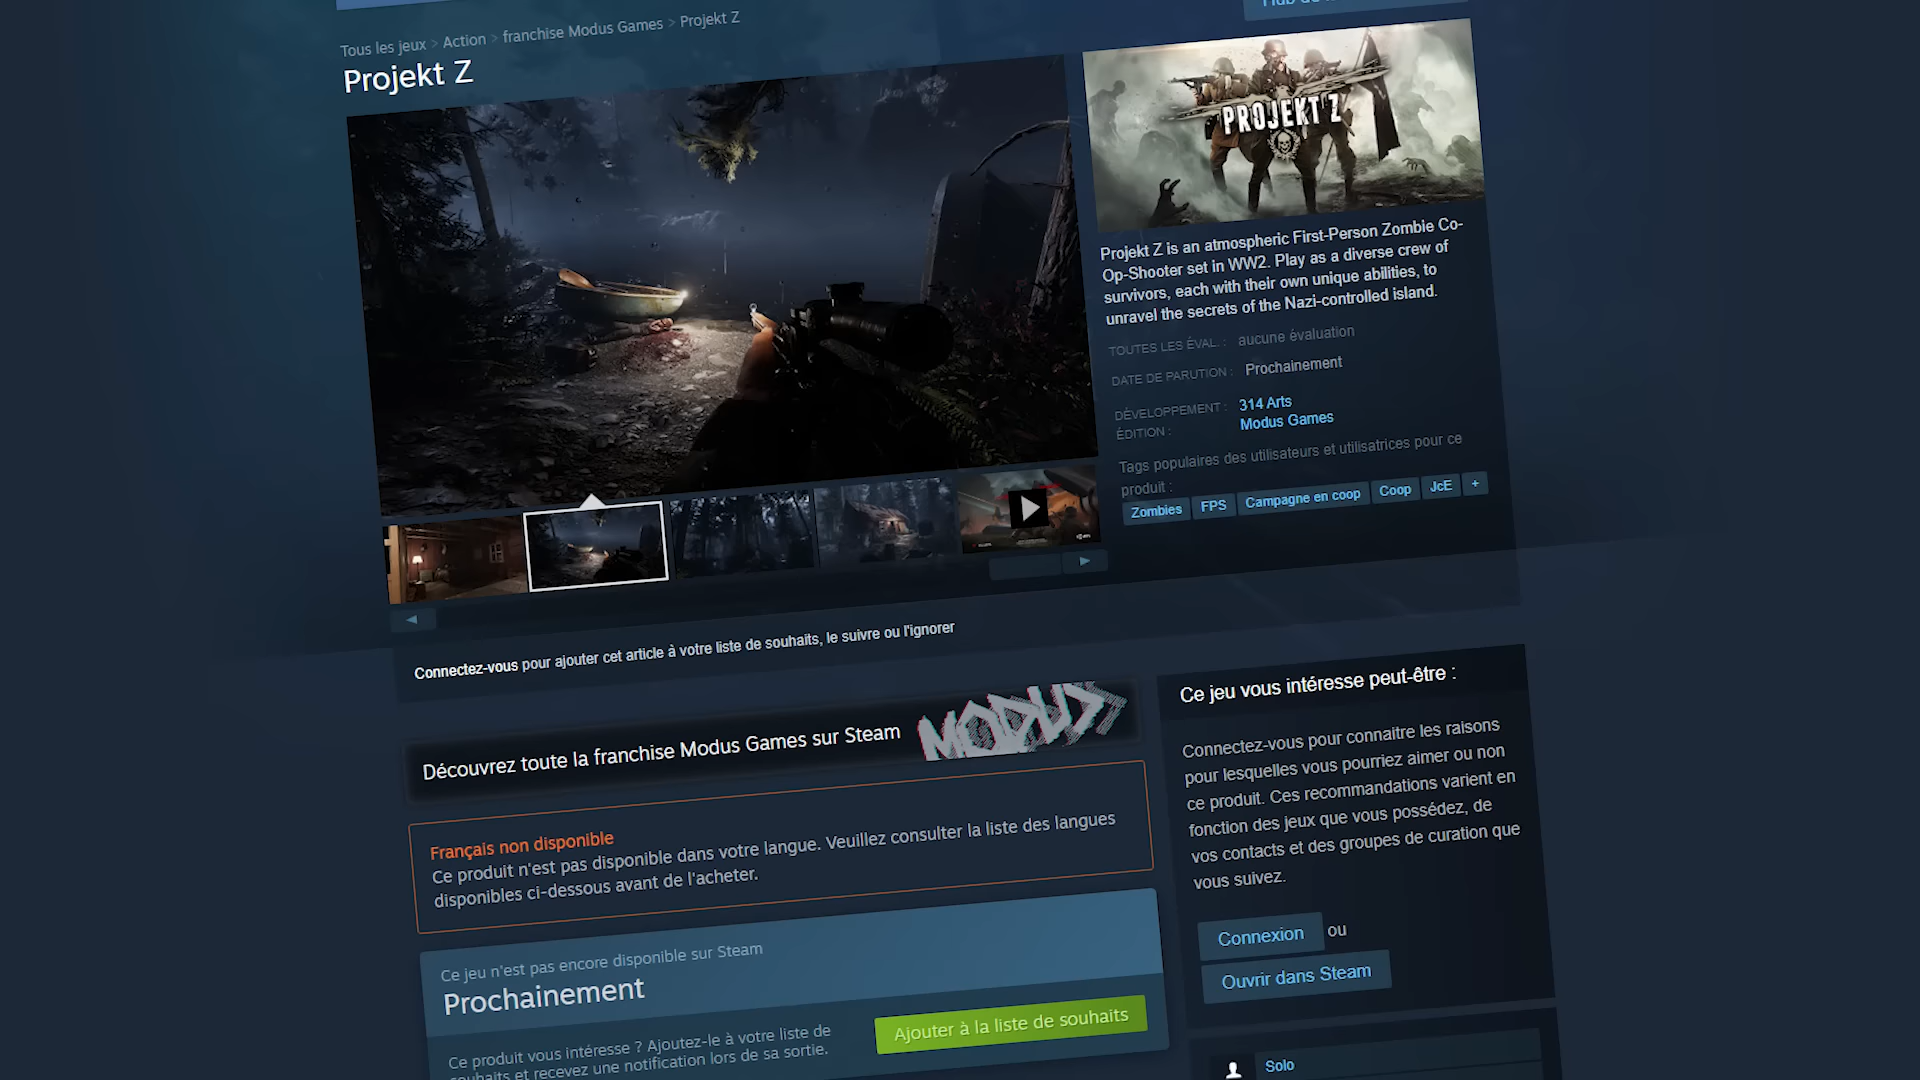 Tous les jeux > Action > franchise Modus Games > Projekt Z
Projekt Z
PROJEKT Z
Projekt Z is an atmospheric First-Person Zombie Co-
Op-Shooter set in WW2. Play as a diverse crew of
survivors, each with their own unique abilities, to
unravel the secrets of the Nazi-controlled island.
TOUTES LES ÉVAL. : aucune évaluation
DATE DE PARUTION : Prochainement
DÉVELOPPEMENT : 314 Arts
ÉDITION : Modus Games
Tags populaires des utilisateurs et utilisatrices pour ce
produit :
Zombies FPS Campagne en coop Coop JcE +
Connectez-vous pour ajouter cet article à votre liste de souhaits, le suivre ou l'ignorer
Découvrez toute la franchise Modus Games sur Steam
MODUS
Français non disponible
Ce produit n'est pas disponible dans votre langue. Veuillez consulter la liste des langues
disponibles ci-dessous avant de l'acheter.
Ce jeu n'est pas encore disponible sur Steam
Prochainement
Ce produit vous intéresse ? Ajoutez-le à votre liste de
souhaits et recevez une notification lors de sa sortie.
Ajouter à la liste de souhaits
Ce jeu vous intéresse peut-être :
Connectez-vous pour connaitre les raisons
pour lesquelles vous pourriez aimer ou non
ce produit. Ces recommandations varient en
fonction des jeux que vous possédez, de
vos contacts et des groupes de curation que
vous suivez.
Connexion ou
Ouvrir dans Steam
Solo